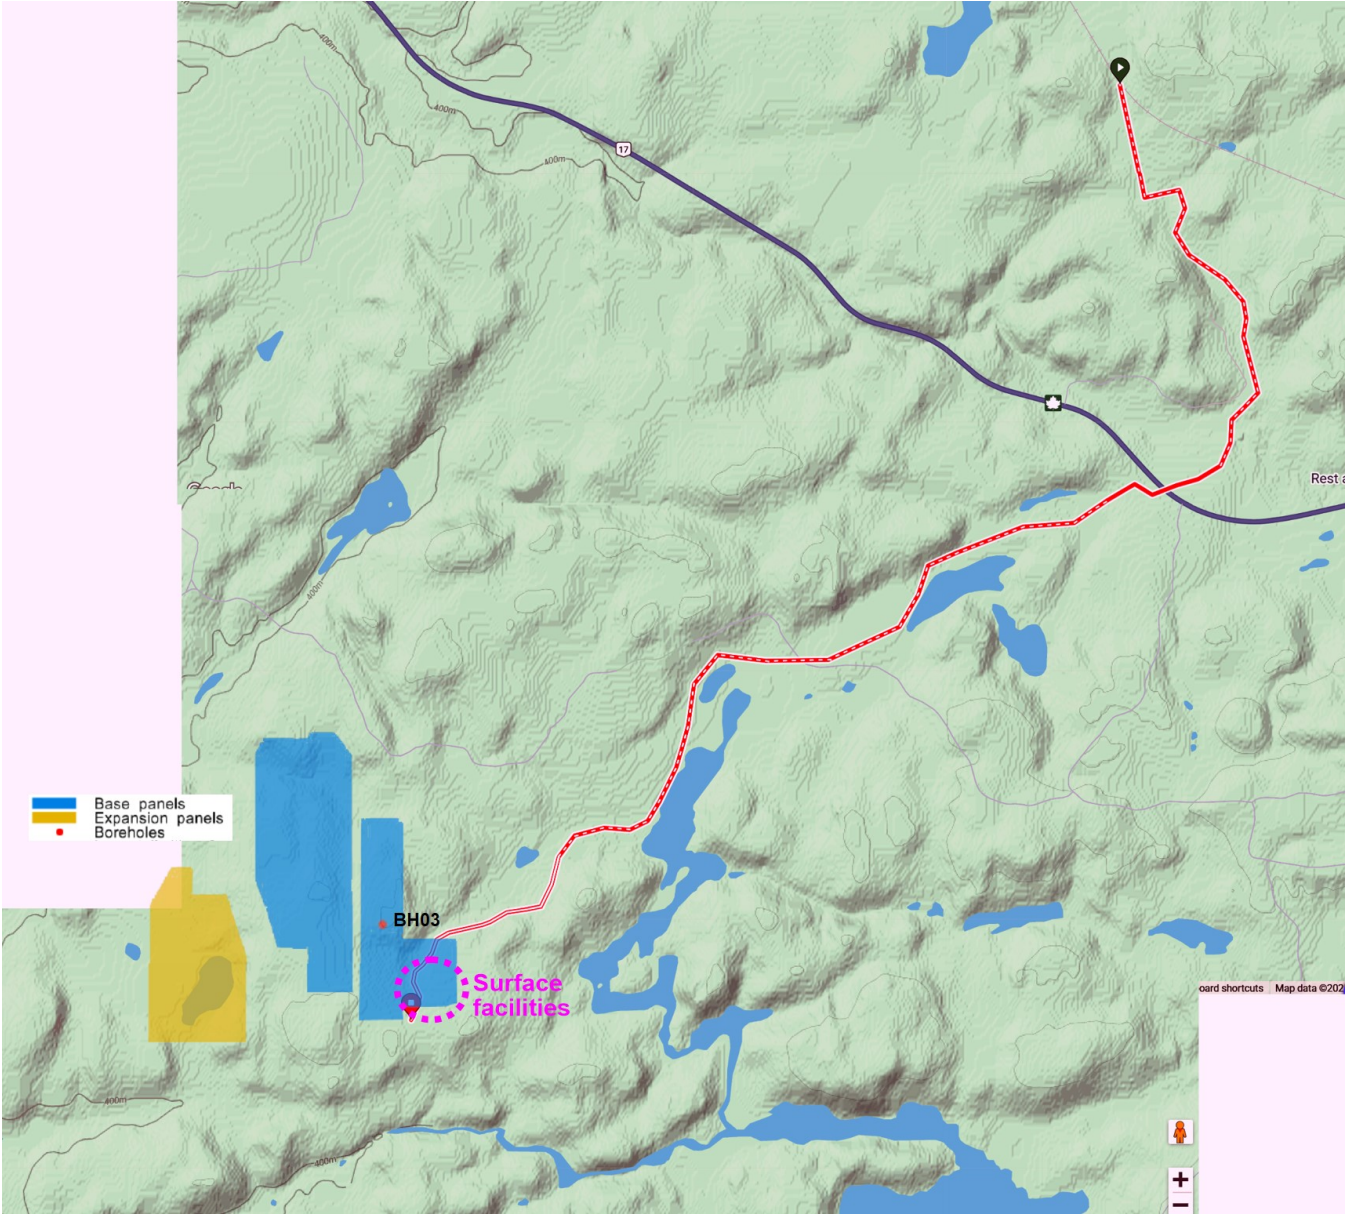 400m
400m
17
400m
Rest a
Google
400m
Base panels
Expansion panels
Boreholes
BH03
Surface
facilities
oard shortcuts Map data ©202
400m
400m
+
−